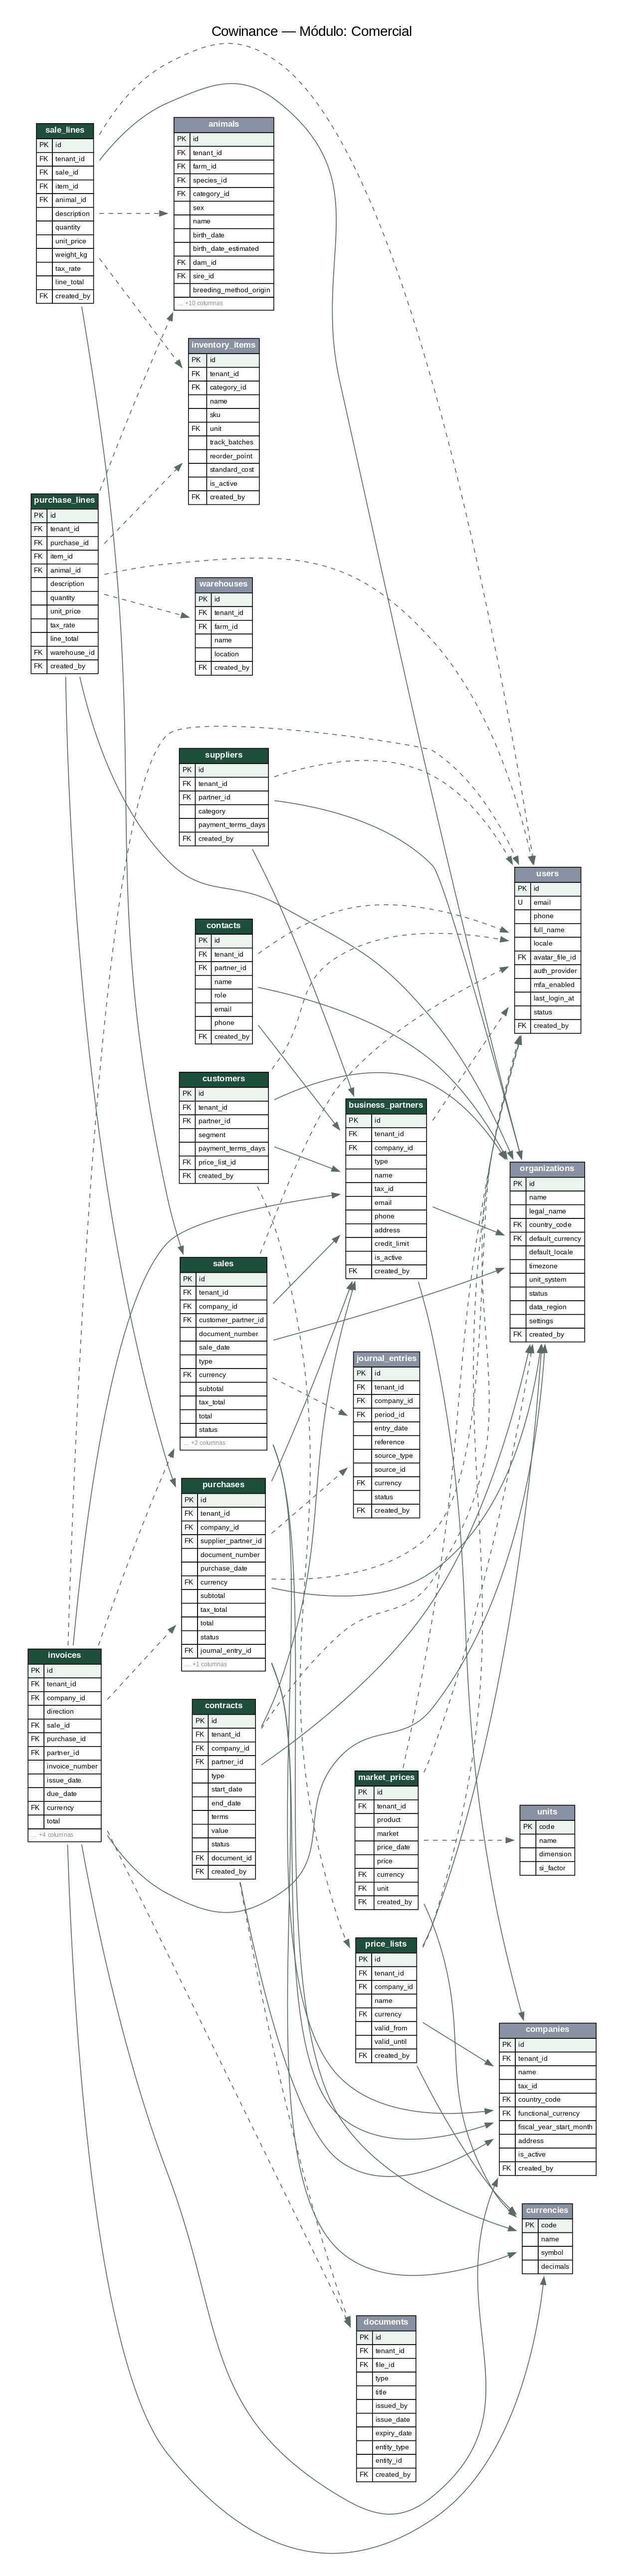 Cowinance — Módulo: Comercial
sale_lines
PK id
FK tenant_id
FK sale_id
FK item_id
FK animal_id
description
quantity
unit_price
weight_kg
tax_rate
line_total
FK created_by
animals
PK id
FK tenant_id
FK farm_id
FK species_id
FK category_id
sex
name
birth_date
birth_date_estimated
FK dam_id
FK sire_id
breeding_method_origin
... +10 columnas
inventory_items
PK id
FK tenant_id
FK category_id
name
sku
FK unit
track_batches
reorder_point
standard_cost
is_active
FK created_by
purchase_lines
PK id
FK tenant_id
FK purchase_id
FK item_id
FK animal_id
description
quantity
unit_price
tax_rate
line_total
FK warehouse_id
FK created_by
warehouses
PK id
FK tenant_id
FK farm_id
name
location
FK created_by
suppliers
PK id
FK tenant_id
FK partner_id
category
payment_terms_days
FK created_by
users
PK id
U email
phone
full_name
locale
FK avatar_file_id
auth_provider
mfa_enabled
last_login_at
status
FK created_by
contacts
PK id
FK tenant_id
FK partner_id
name
role
email
phone
FK created_by
customers
PK id
FK tenant_id
FK partner_id
segment
payment_terms_days
FK price_list_id
FK created_by
business_partners
PK id
FK tenant_id
FK company_id
type
name
tax_id
email
phone
address
credit_limit
is_active
FK created_by
organizations
PK id
name
legal_name
FK country_code
FK default_currency
default_locale
timezone
unit_system
status
data_region
settings
FK created_by
sales
PK id
FK tenant_id
FK company_id
FK customer_partner_id
document_number
sale_date
type
FK currency
subtotal
tax_total
total
status
... +2 columnas
journal_entries
PK id
FK tenant_id
FK company_id
FK period_id
entry_date
reference
source_type
source_id
FK currency
status
FK created_by
purchases
PK id
FK tenant_id
FK company_id
FK supplier_partner_id
document_number
purchase_date
FK currency
subtotal
tax_total
total
status
FK journal_entry_id
... +1 columnas
invoices
PK id
FK tenant_id
FK company_id
direction
FK sale_id
FK purchase_id
FK partner_id
invoice_number
issue_date
due_date
FK currency
total
... +4 columnas
contracts
PK id
FK tenant_id
FK company_id
FK partner_id
type
start_date
end_date
terms
value
status
FK document_id
FK created_by
market_prices
PK id
FK tenant_id
product
market
price_date
price
FK currency
FK unit
FK created_by
units
PK code
name
dimension
si_factor
price_lists
PK id
FK tenant_id
FK company_id
name
FK currency
valid_from
valid_until
FK created_by
companies
PK id
FK tenant_id
name
tax_id
FK country_code
FK functional_currency
fiscal_year_start_month
address
is_active
FK created_by
currencies
PK code
name
symbol
decimals
documents
PK id
FK tenant_id
FK file_id
type
title
issued_by
issue_date
expiry_date
entity_type
entity_id
FK created_by